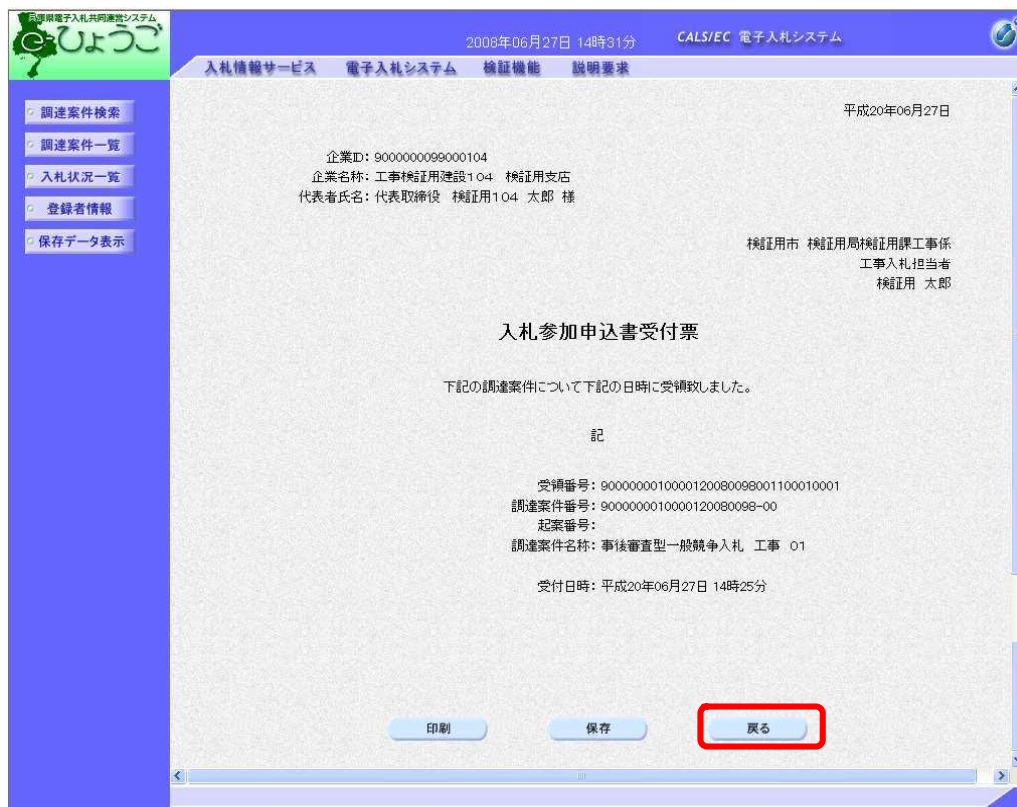 兵庫県電子入札共同運営システム
eひょうご
2008年06月27日 14時31分
CALS/EC 電子入札システム
入札情報サービス 電子入札システム 検証機能 説明要求
調達案件検索
調達案件一覧
入札状況一覧
登録者情報
保存データ表示
平成20年06月27日
企業ID：9000000099000104
企業名称：工事検証用建設104 検証用支店
代表者氏名：代表取締役 検証用104 太郎 様
検証用市 検証用局検証用課工事係
工事入札担当者
検証用 太郎
入札参加申込書受付票
下記の調達案件について下記の日時に受領致しました。
記
受領番号：900000001000012008009800110001​0001
調達案件番号：9000000010000120080098-00
起案番号：
調達案件名称：事後審査型一般競争入札 工事 01
受付日時：平成20年06月27日 14時25分
印刷 保存 戻る